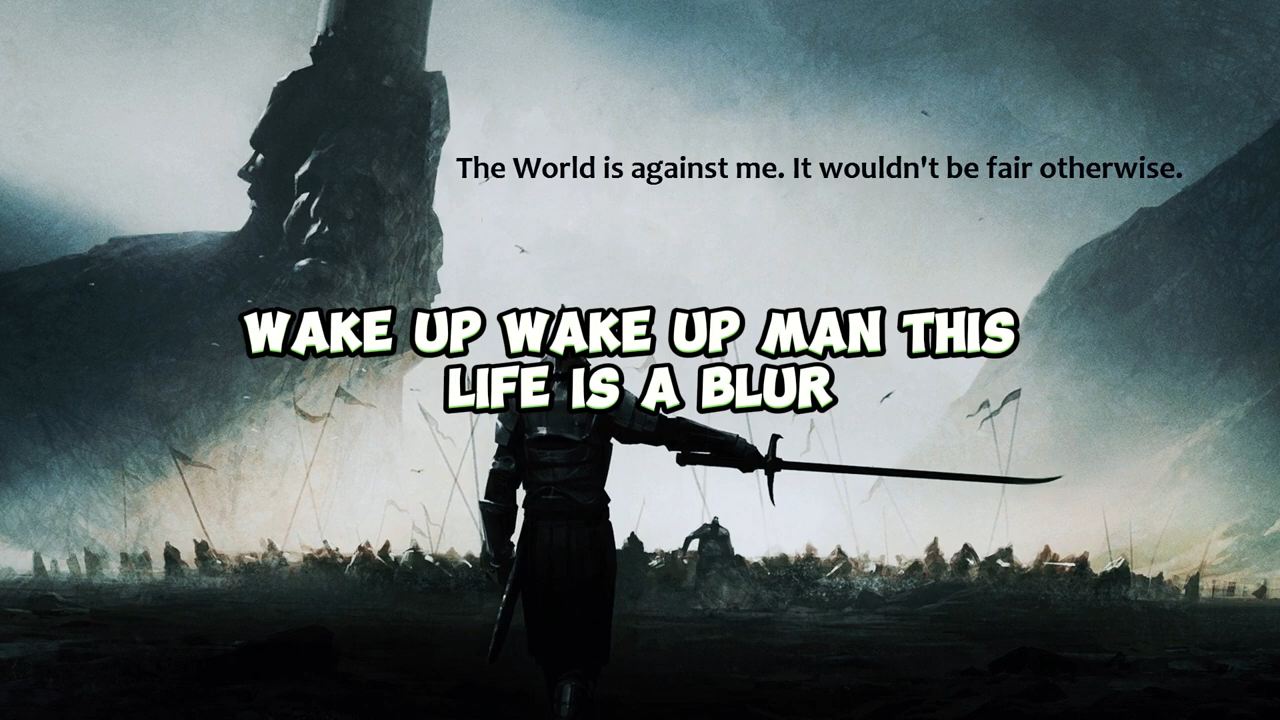 The World is against me. It wouldn't be fair otherwise.
WAKE UP WAKE UP MAN THIS
LIFE IS A BLUR